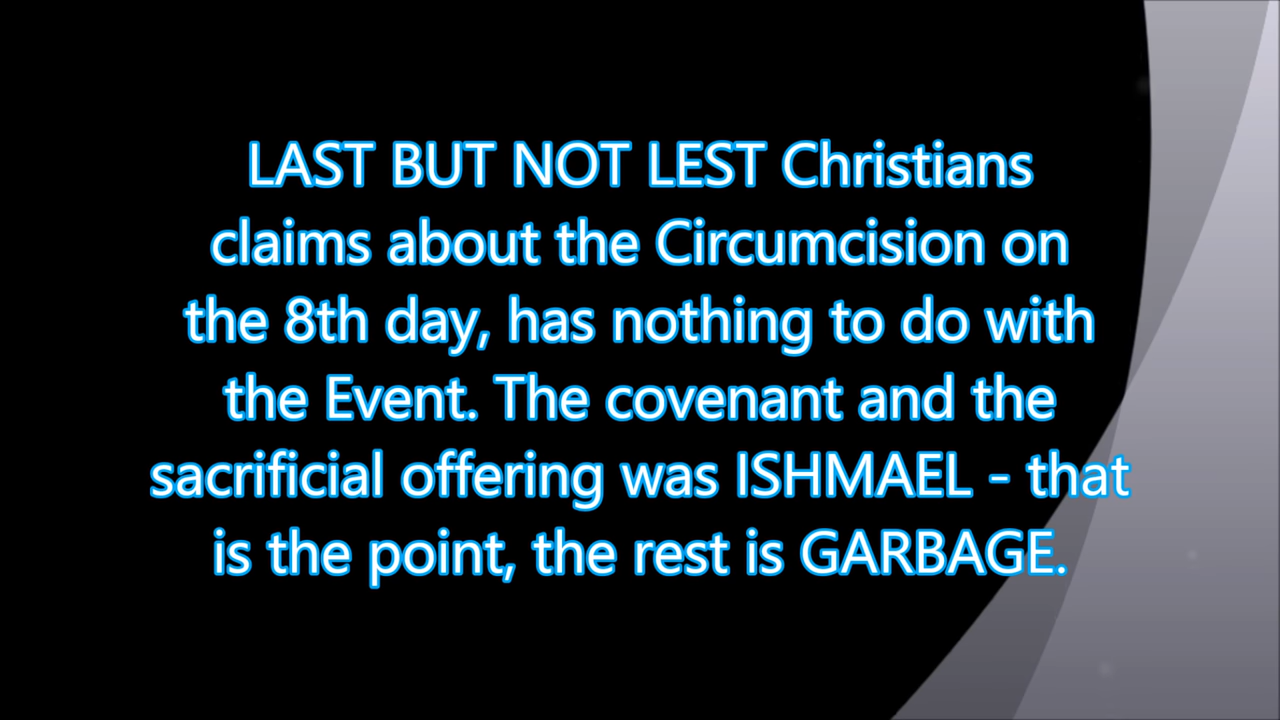 LAST BUT NOT LEST Christians
claims about the Circumcision on
the 8th day, has nothing to do with
the Event. The covenant and the
sacrificial offering was ISHMAEL - that
is the point, the rest is GARBAGE.